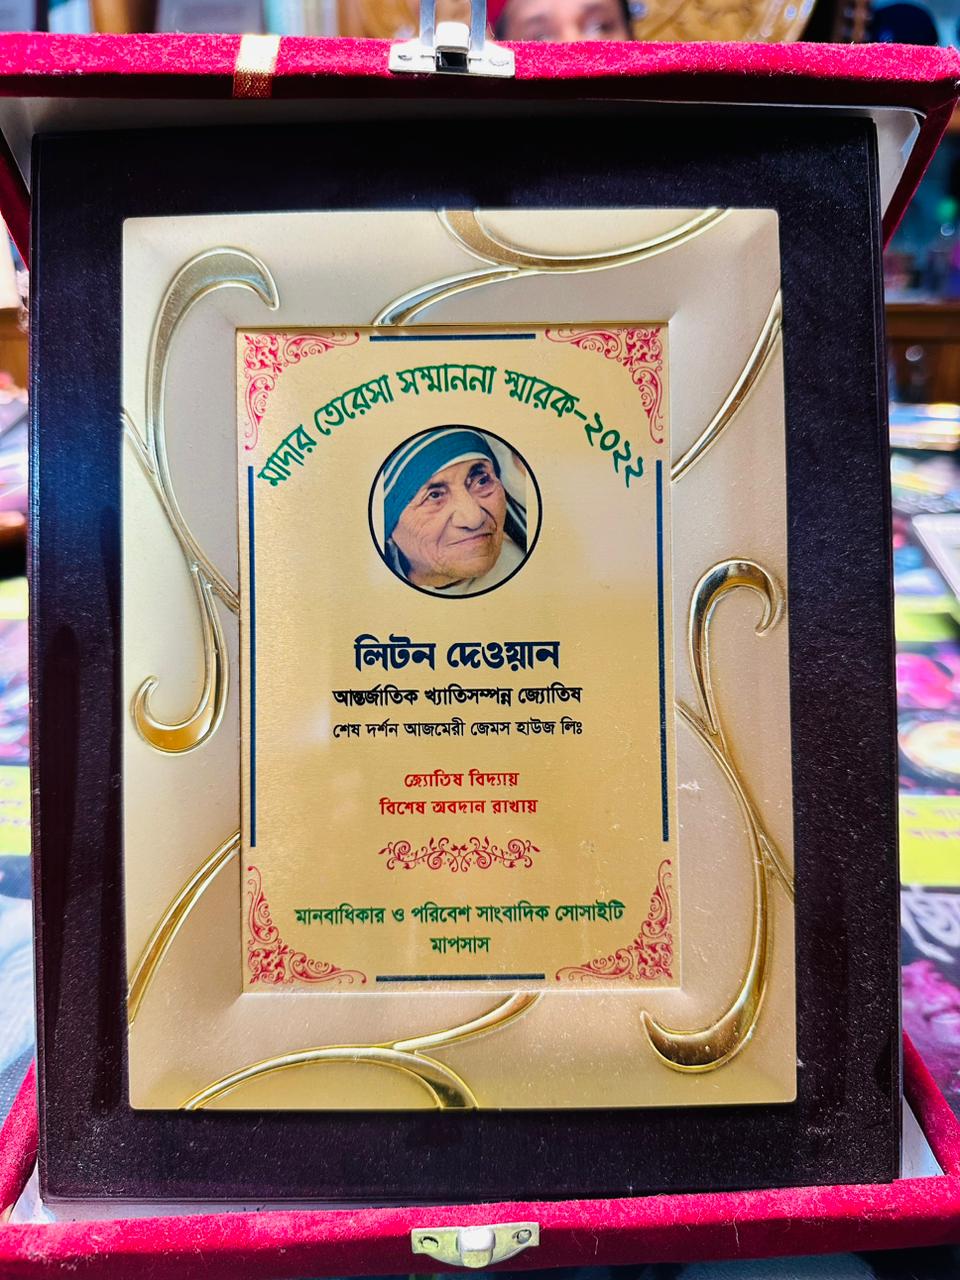 মাদার তেরেসা সম্মাননা স্মারক-২০২২
লিটন দেওয়ান
আন্তর্জাতিক খ্যাতিসম্পন্ন জ্যোতিষ
শেষ দর্শন আজমেরী জেমস হাউজ লিঃ
জ্যোতিষ বিদ্যায়
বিশেষ অবদান রাখায়
মানবাধিকার ও পরিবেশ সাংবাদিক সোসাইটি
মাপসাস